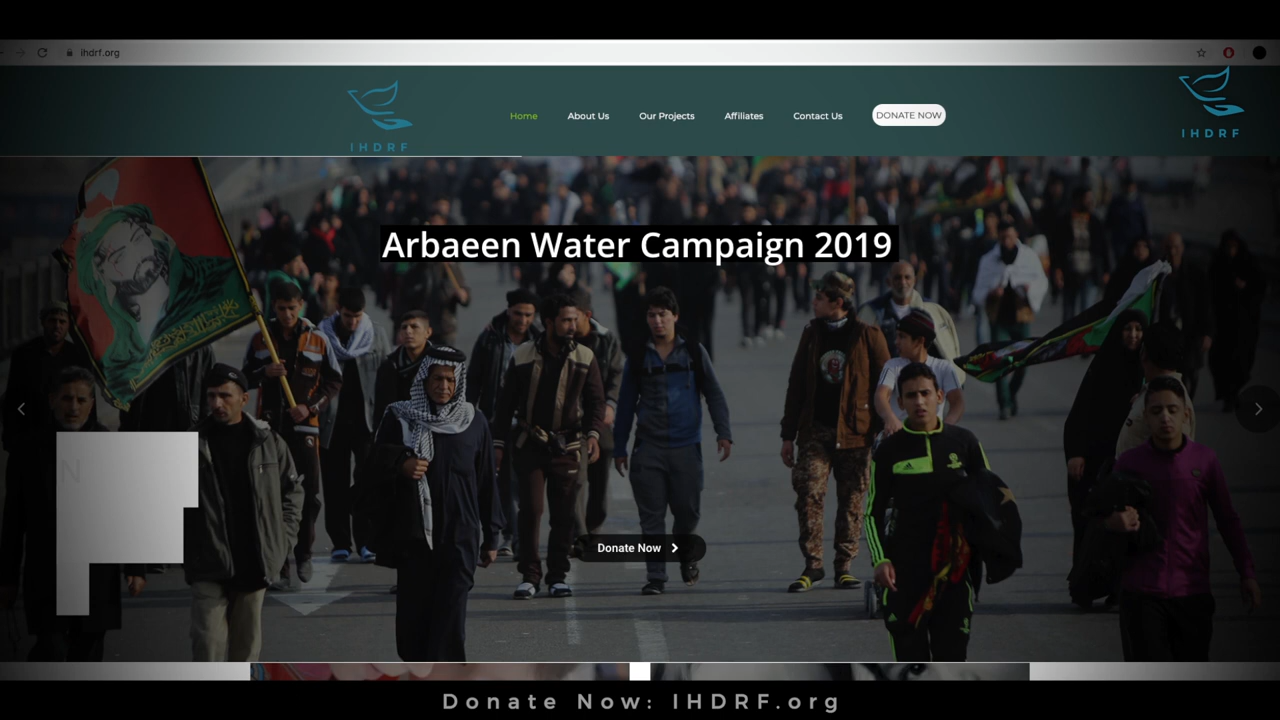 ihdrf.org
IHDRF
Home
About Us
Our Projects
Affiliates
Contact Us
DONATE NOW
IHDRF
Arbaeen Water Campaign 2019
N
Donate Now
Donate Now: IHDRF.org